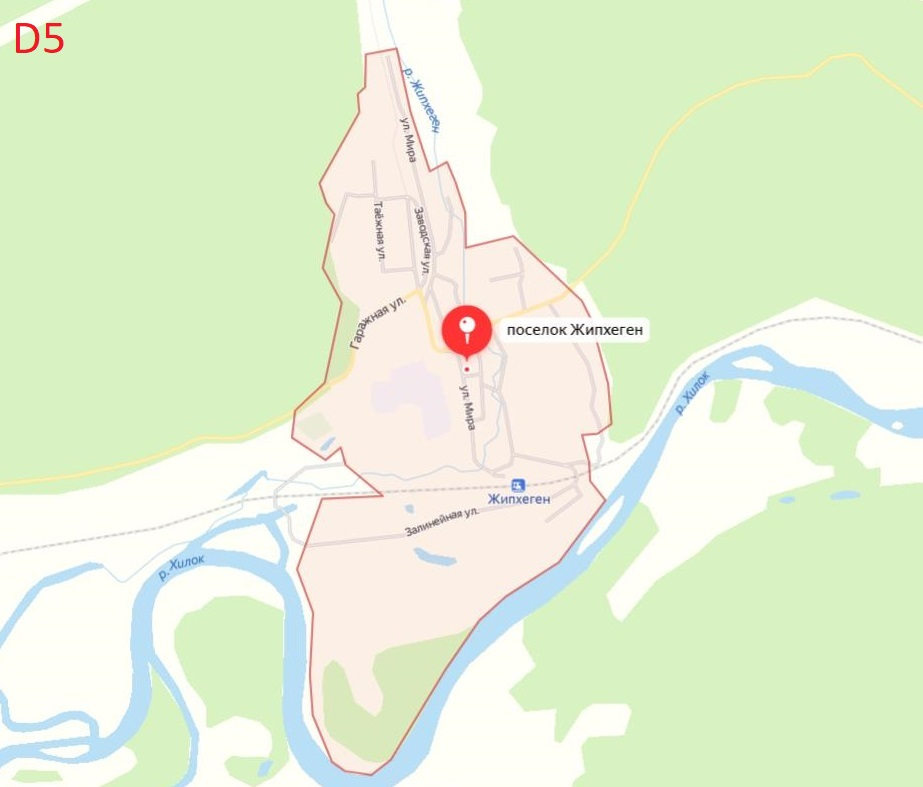 D5
р. Жипхеген
ул. Мира
Таёжная ул.
Заводская ул.
Гаражная ул.
поселок Жипхеген
р. Хилок
ул. Мира
Жипхеген
Залинейная ул.
р. Хилок